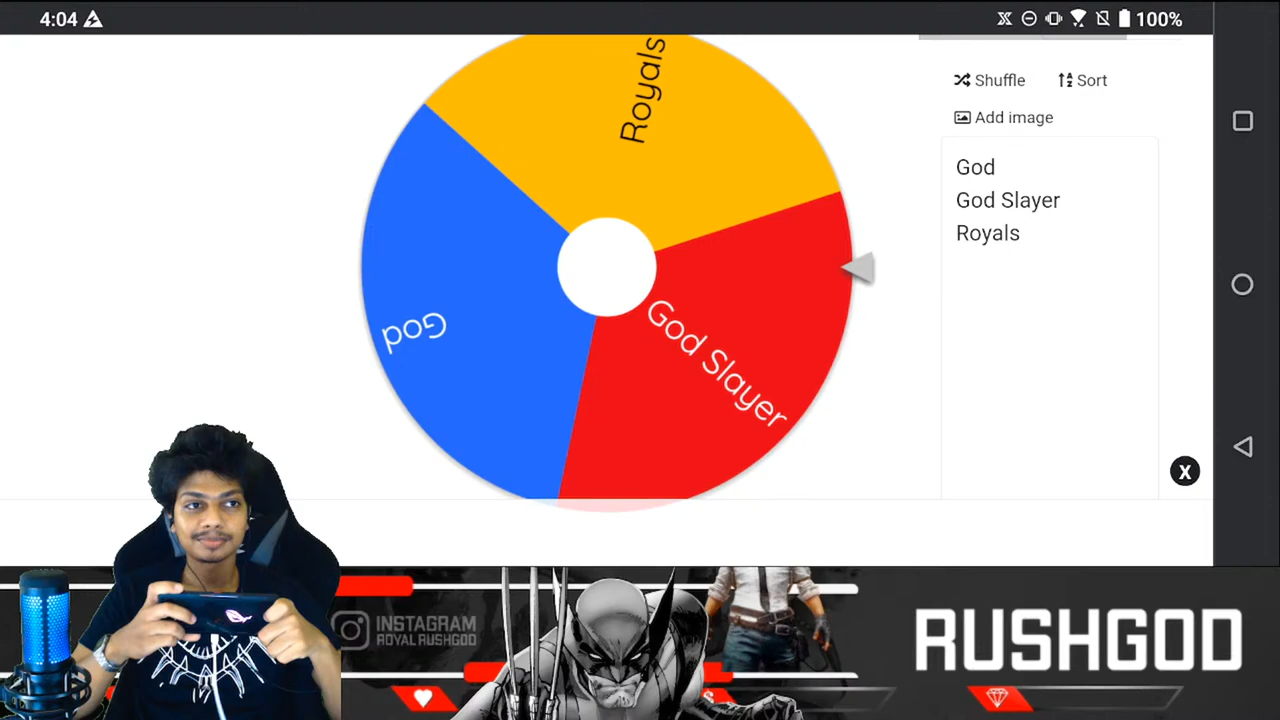 4:04
100%
Royals
God
God Slayer
Shuffle
Sort
Add image
God
God Slayer
Royals
X
INSTAGRAM
ROYAL RUSHGOD
RUSHGOD